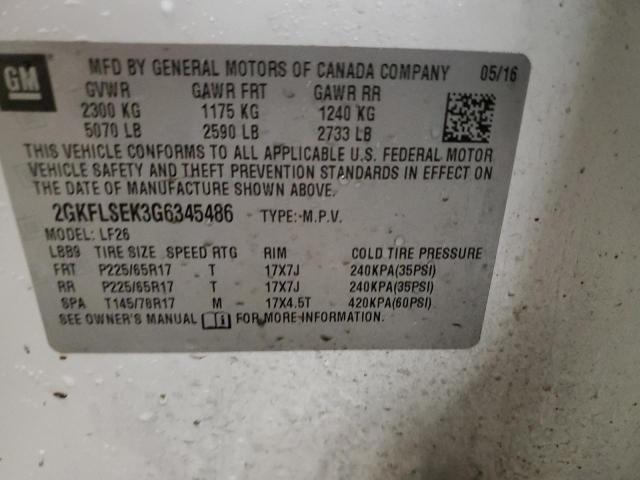 GM
MFD BY GENERAL MOTORS OF CANADA COMPANY 05/16
GVWR GAWR FRT GAWR RR
2300 KG 1175 KG 1240 KG
5070 LB 2590 LB 2733 LB
THIS VEHICLE CONFORMS TO ALL APPLICABLE U.S. FEDERAL MOTOR
VEHICLE SAFETY AND THEFT PREVENTION STANDARDS IN EFFECT ON
THE DATE OF MANUFACTURE SHOWN ABOVE.
2GKFLSEK3G6345486 TYPE: M.P.V.
MODEL: LF26
LBB9 TIRE SIZE SPEED RTG RIM COLD TIRE PRESSURE
FRT P225/65R17 T 17X7J 240KPA(35PSI)
RR P225/65R17 T 17X7J 240KPA(35PSI)
SPA T145/70R17 M 17X4.5T 420KPA(60PSI)
SEE OWNER'S MANUAL FOR MORE INFORMATION.